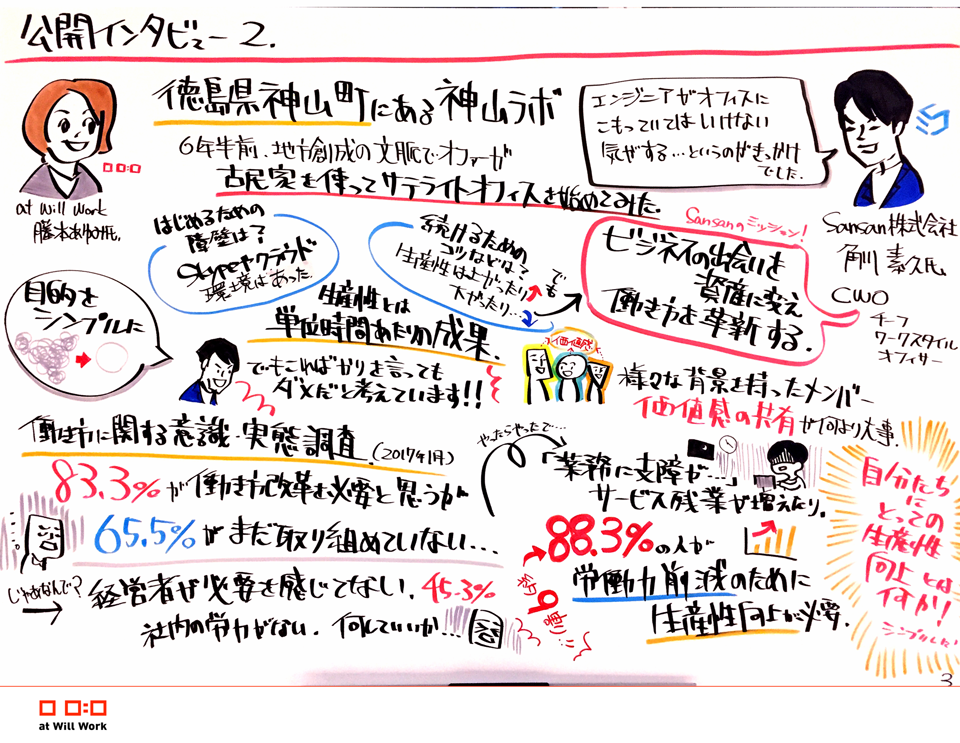 公開インタビュー 2.
徳島県神山町にある神山ラボ
6年半前、地方創成の文脈でオファーが
古民家を使ってサテライトオフィスを始めてみた。
エンジニアがオフィスに
こもっていてはいけない
気がする…というのがきっかけ
でした.
at Will Work
藤本あゆみ氏.
Sansan株式会社
角川素久氏.
CWO
チーフ
ワークスタイル
オフィサー
はじめるための
障壁は?
Skypeやクラウド
環境はあった.
続けるための
コツなどは?
生産性は上がったり
下がったり…
でも
Sansanのミッション!
ビジネスの出会いを
資産に変え
働き方を革新する.
目的を
シンプルに
生産性とは
単位時間あたりの成果.
でもこればかりを言っても
ダメだと考えています!!
価値感
様々な背景を持ったメンバー
価値感の共有が何より大事.
働き方に関する意識・実態調査.(2017年1月)
83.3%が働き方改革を必要と思うが
65.5%がまだ取り組めていない…
じゃあなんで?
経営者が必要を感じてない. 45.3%
社内の労力がない. 何していいか…
やったらやったで…
「業務に支障が…」
サービス残業が増えたり。
88.3%の人が
約9割…
労働力削減のために
生産性向上が必要.
自分たち
に
とっての
生産性
向上とは
何か!
シンプルに
3
at Will Work